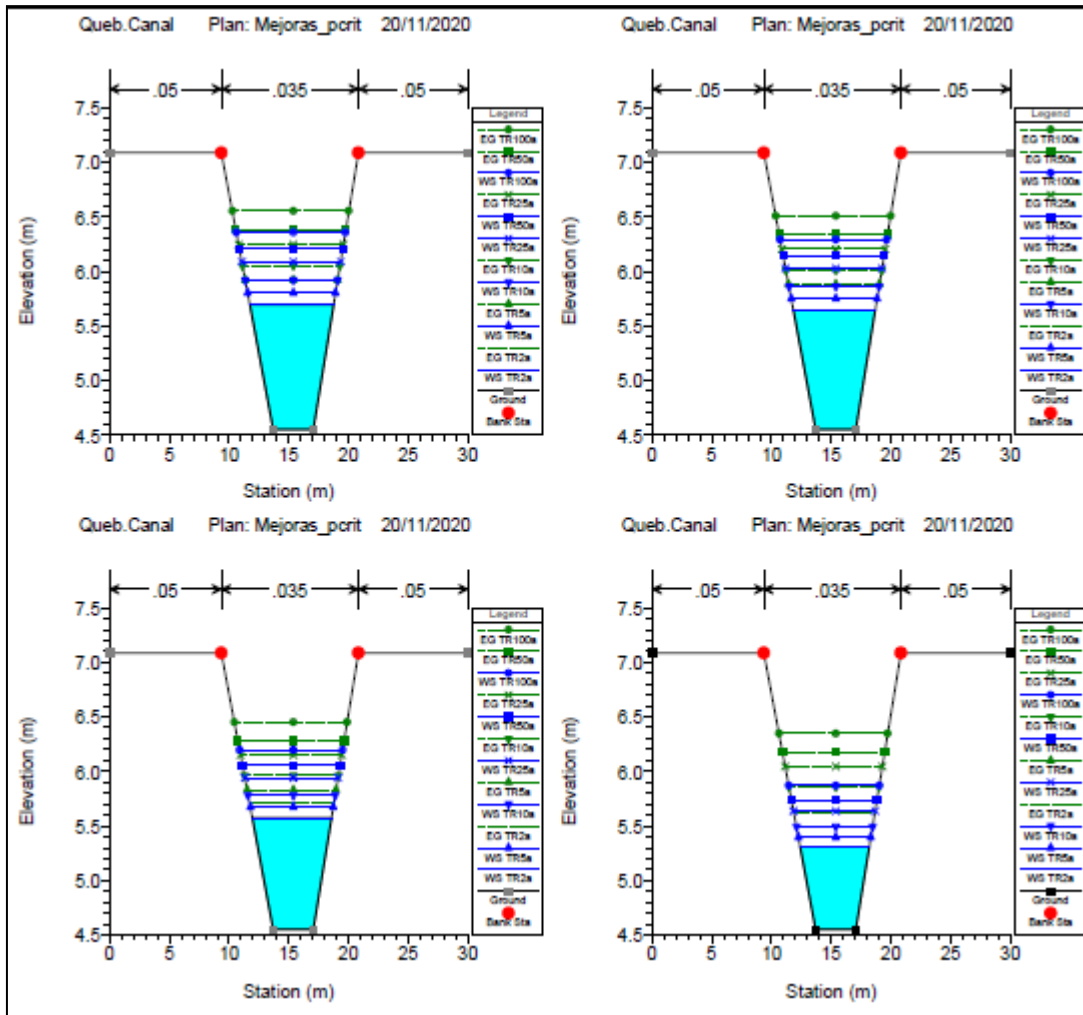 Queb.Canal Plan: Mejoras_pcrit 20/11/2020
.05 .035 .05
7.5
7.0
6.5
6.0
5.5
5.0
4.5
Elevation (m)
0 5 10 15 20 25 30
Station (m)
Legend
EG TR100a
EG TR50a
WS TR100a
EG TR25a
WS TR50a
WS TR25a
EG TR10a
WS TR10a
EG TR5a
WS TR5a
EG TR2a
WS TR2a
Ground
Bank Sta
Queb.Canal Plan: Mejoras_pcrit 20/11/2020
.05 .035 .05
7.5
7.0
6.5
6.0
5.5
5.0
4.5
Elevation (m)
0 5 10 15 20 25 30
Station (m)
Legend
EG TR100a
EG TR50a
WS TR100a
EG TR25a
WS TR50a
WS TR25a
EG TR10a
EG TR5a
WS TR10a
EG TR2a
WS TR5a
WS TR2a
Ground
Bank Sta
Queb.Canal Plan: Mejoras_pcrit 20/11/2020
.05 .035 .05
7.5
7.0
6.5
6.0
5.5
5.0
4.5
Elevation (m)
0 5 10 15 20 25 30
Station (m)
Legend
EG TR100a
EG TR50a
WS TR100a
EG TR25a
WS TR50a
EG TR10a
WS TR25a
EG TR5a
WS TR10a
EG TR2a
WS TR5a
WS TR2a
Ground
Bank Sta
Queb.Canal Plan: Mejoras_pcrit 20/11/2020
.05 .035 .05
7.5
7.0
6.5
6.0
5.5
5.0
4.5
Elevation (m)
0 5 10 15 20 25 30
Station (m)
Legend
EG TR100a
EG TR50a
EG TR25a
WS TR100a
EG TR10a
WS TR50a
EG TR5a
WS TR25a
EG TR2a
WS TR10a
WS TR5a
WS TR2a
Ground
Bank Sta